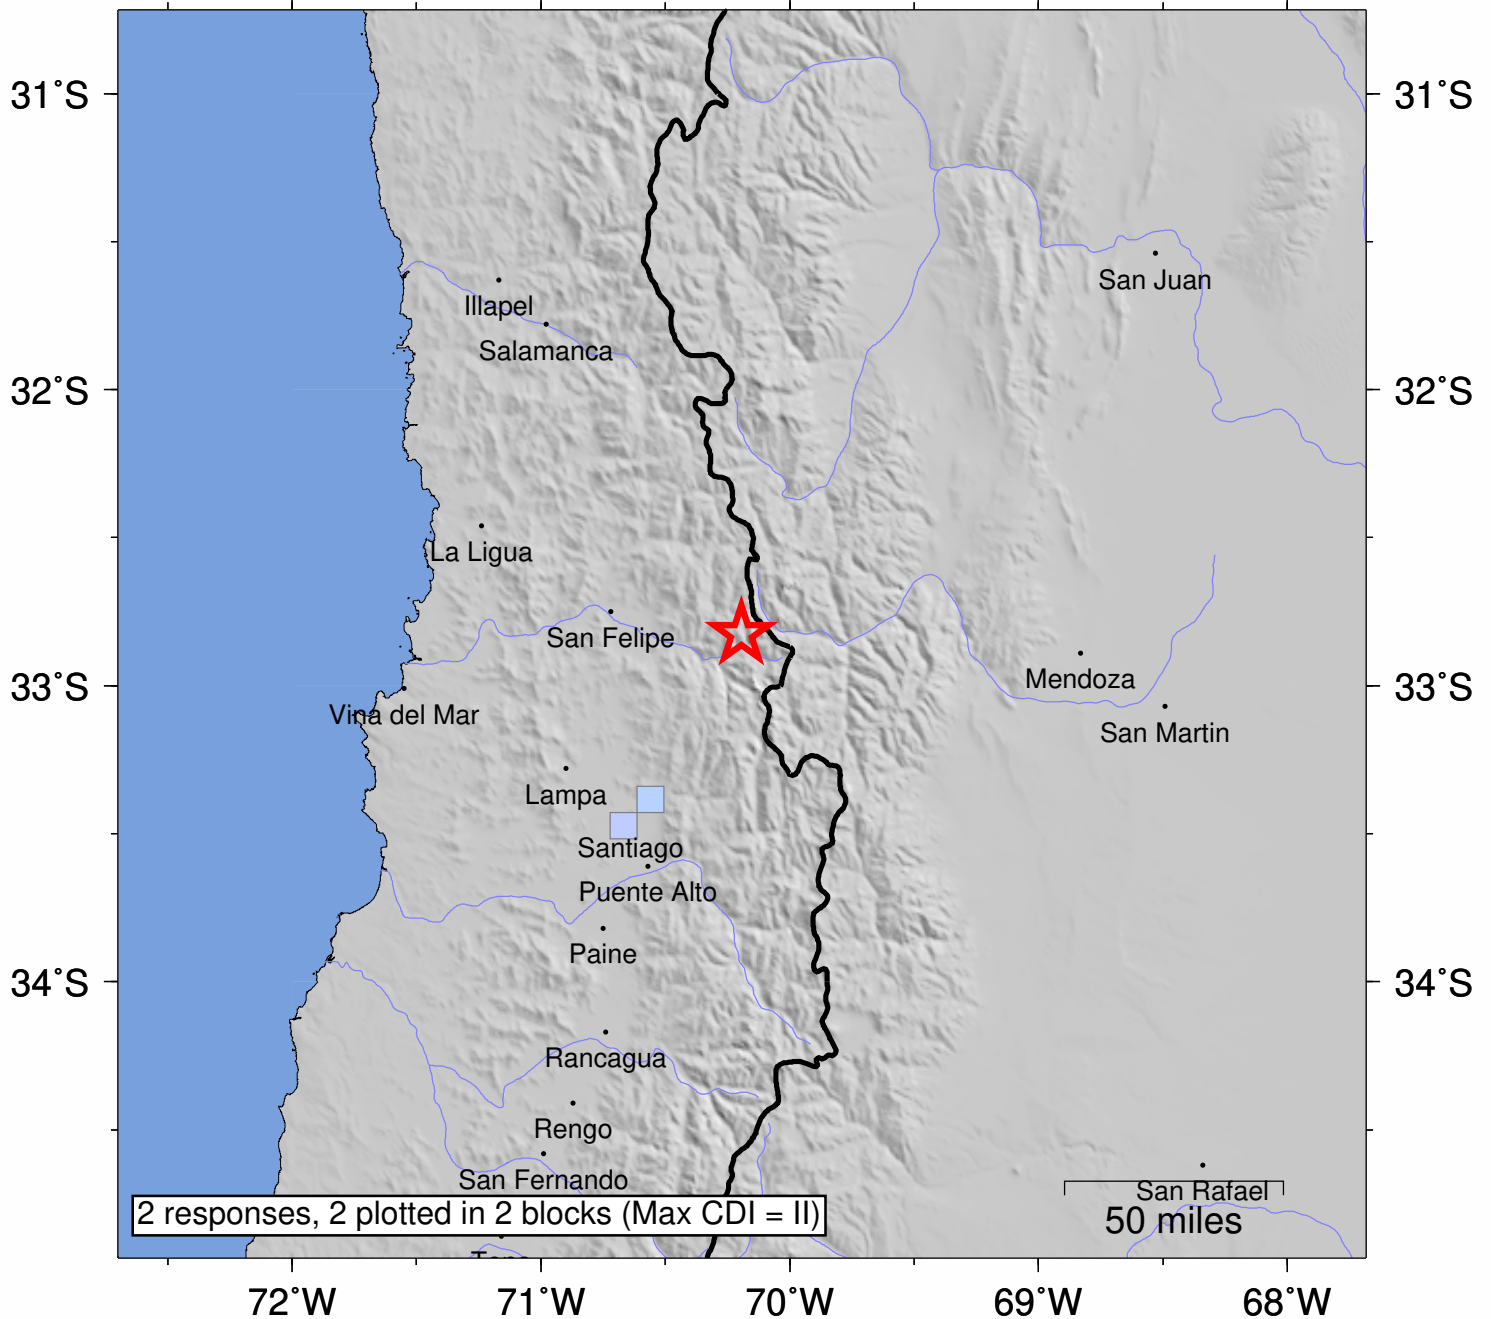 31°S
31°S
San Juan
Illapel
Salamanca
32°S
32°S
La Ligua
San Felipe
Mendoza
33°S
33°S
Vina del Mar
San Martin
Lampa
Santiago
Puente Alto
Paine
34°S
34°S
Rancagua
Rengo
San Fernando
San Rafael
2 responses, 2 plotted in 2 blocks (Max CDI = II)
50 miles
72°W
71°W
70°W
69°W
68°W